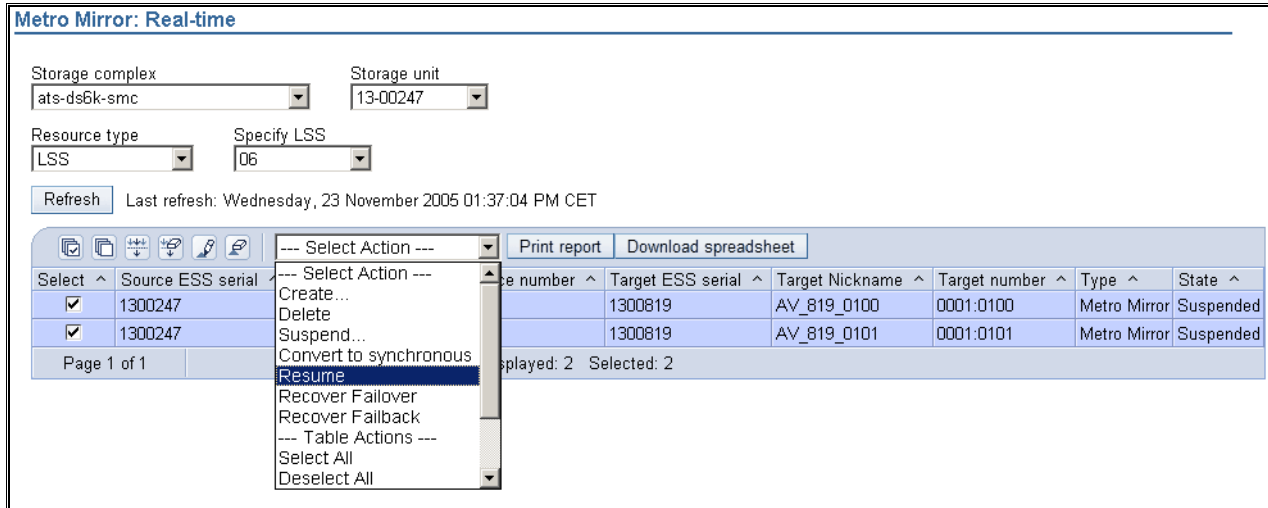 Metro Mirror: Real-time
Storage complex Storage unit
ats-ds6k-smc 13-00247
Resource type Specify LSS
LSS 06
Refresh Last refresh: Wednesday, 23 November 2005 01:37:04 PM CET
--- Select Action --- Print report Download spreadsheet
Select Source ESS serial --- Select Action --- number Target ESS serial Target Nickname Target number Type State
Create...
1300247 1300819 AV_819_0100 0001:0100 Metro Mirror Suspended
Delete
Suspend...
1300247 1300819 AV_819_0101 0001:0101 Metro Mirror Suspended
Convert to synchronous
Page 1 of 1 2 Selected: 2
Resume
Recover Failover
Recover Failback
--- Table Actions ---
Select All
Deselect All